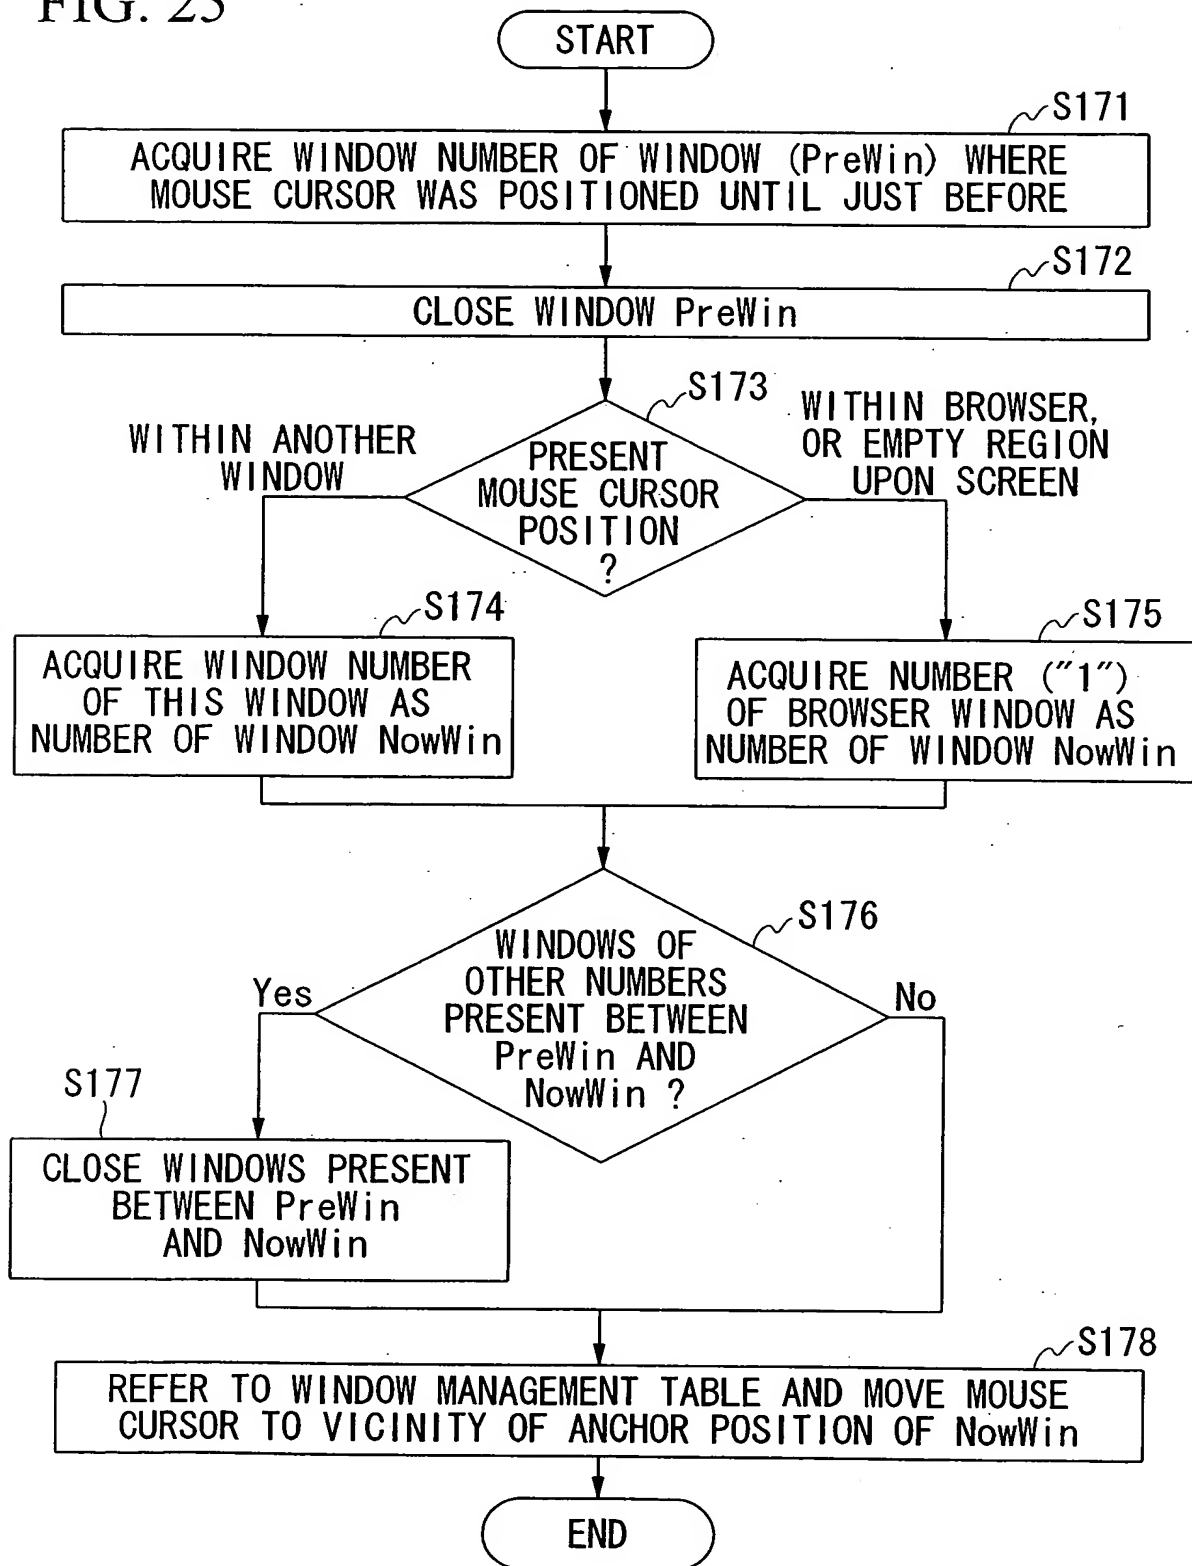 FIG. 25
START
S171
ACQUIRE WINDOW NUMBER OF WINDOW (PreWin) WHERE
MOUSE CURSOR WAS POSITIONED UNTIL JUST BEFORE
S172
CLOSE WINDOW PreWin
S173
PRESENT
MOUSE CURSOR
POSITION
?
WITHIN ANOTHER
WINDOW
WITHIN BROWSER,
OR EMPTY REGION
UPON SCREEN
S174
ACQUIRE WINDOW NUMBER
OF THIS WINDOW AS
NUMBER OF WINDOW NowWin
S175
ACQUIRE NUMBER ("1")
OF BROWSER WINDOW AS
NUMBER OF WINDOW NowWin
S176
WINDOWS OF
OTHER NUMBERS
PRESENT BETWEEN
PreWin AND
NowWin ?
Yes
No
S177
CLOSE WINDOWS PRESENT
BETWEEN PreWin
AND NowWin
S178
REFER TO WINDOW MANAGEMENT TABLE AND MOVE MOUSE
CURSOR TO VICINITY OF ANCHOR POSITION OF NowWin
END